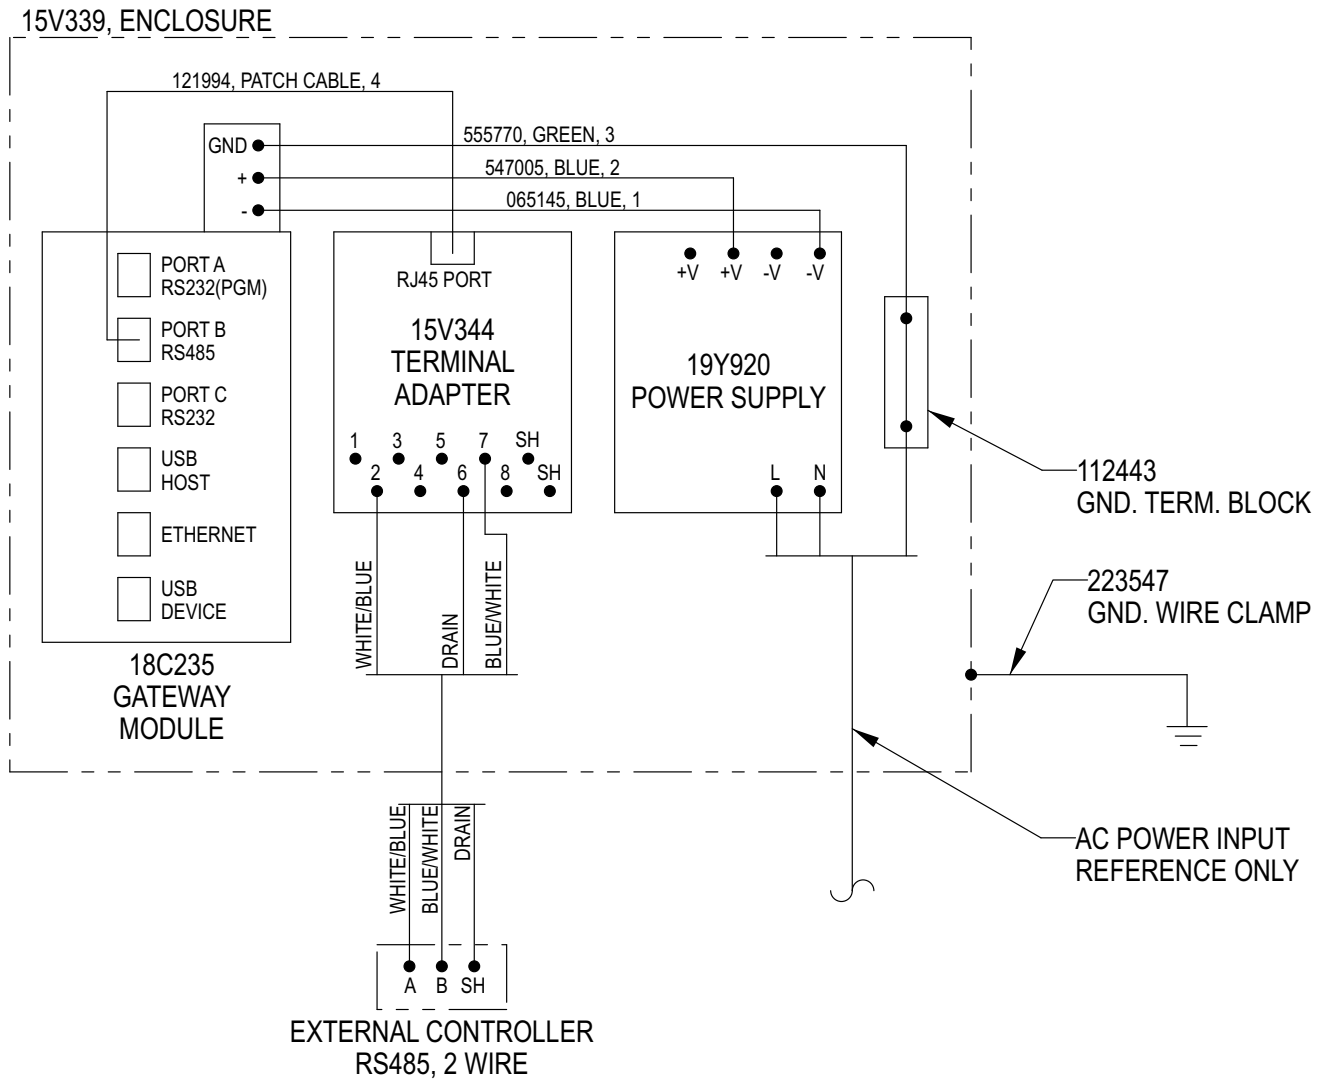 15V339, ENCLOSURE
121994, PATCH CABLE, 4
555770, GREEN, 3
547005, BLUE, 2
065145, BLUE, 1
GND
+
-
PORT A
RS232(PGM)
PORT B
RS485
PORT C
RS232
USB
HOST
ETHERNET
USB
DEVICE
18C235
GATEWAY
MODULE
RJ45 PORT
15V344
TERMINAL
ADAPTER
1 3 5 7 SH
2 4 6 8 SH
+V +V -V -V
19Y920
POWER SUPPLY
L N
112443
GND. TERM. BLOCK
223547
GND. WIRE CLAMP
WHITE/BLUE
DRAIN
BLUE/WHITE
AC POWER INPUT
REFERENCE ONLY
WHITE/BLUE
BLUE/WHITE
DRAIN
A B SH
EXTERNAL CONTROLLER
RS485, 2 WIRE